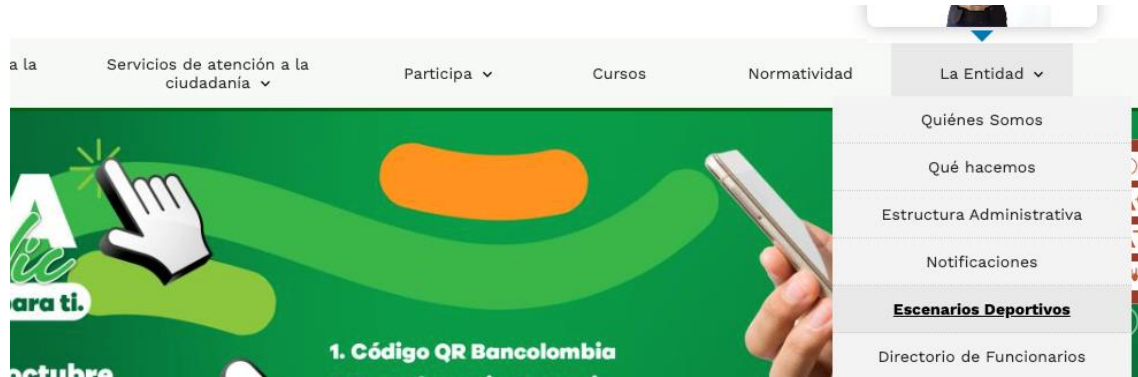 a la
Servicios de atención a la
ciudadanía
Participa
Cursos
Normatividad
La Entidad
Quiénes Somos
Qué hacemos
Estructura Administrativa
Notificaciones
Escenarios Deportivos
Directorio de Funcionarios
para ti.
1. Código QR Bancolombia
octubre